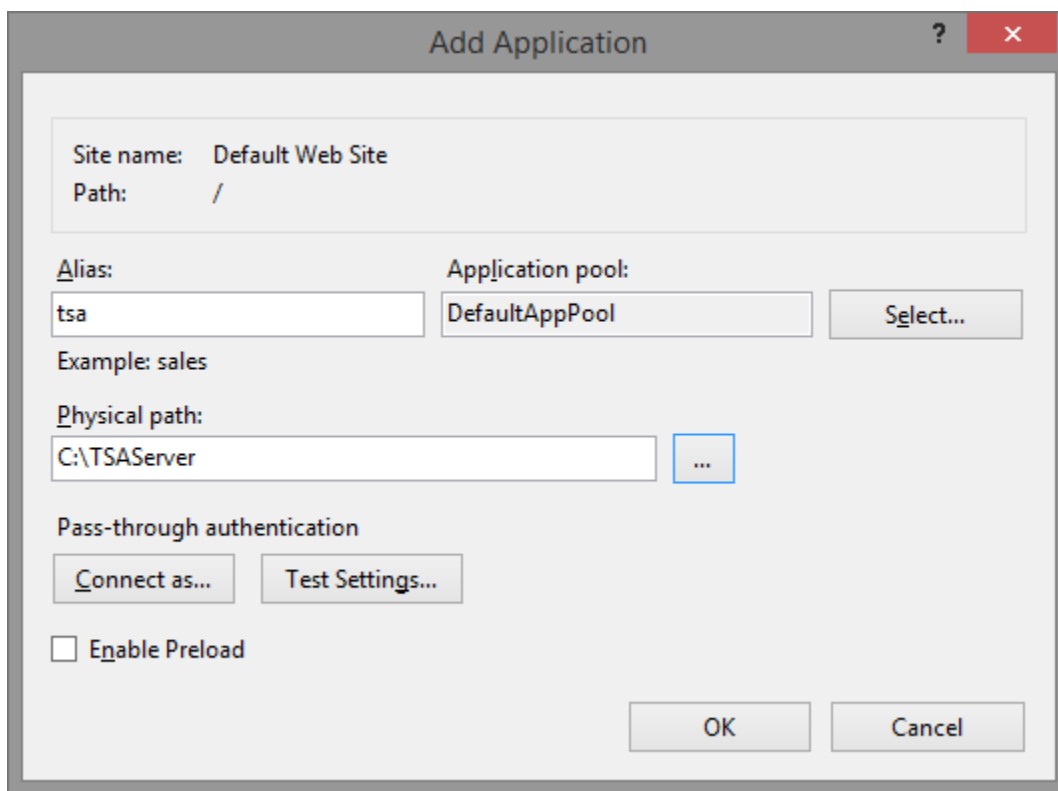 Add Application
?
Site name: Default Web Site
Path: /
Alias: Application pool:
tsa DefaultAppPool Select...
Example: sales
Physical path:
C:\TSAServer ...
Pass-through authentication
Connect as... Test Settings...
Enable Preload
OK Cancel